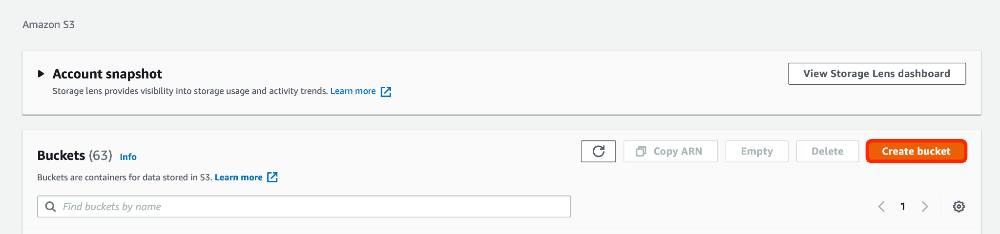 Amazon S3
Account snapshot
View Storage Lens dashboard
Storage lens provides visibility into storage usage and activity trends. Learn more
Buckets (63) Info
Copy ARN
Empty
Delete
Create bucket
Buckets are containers for data stored in S3. Learn more
Find buckets by name
1